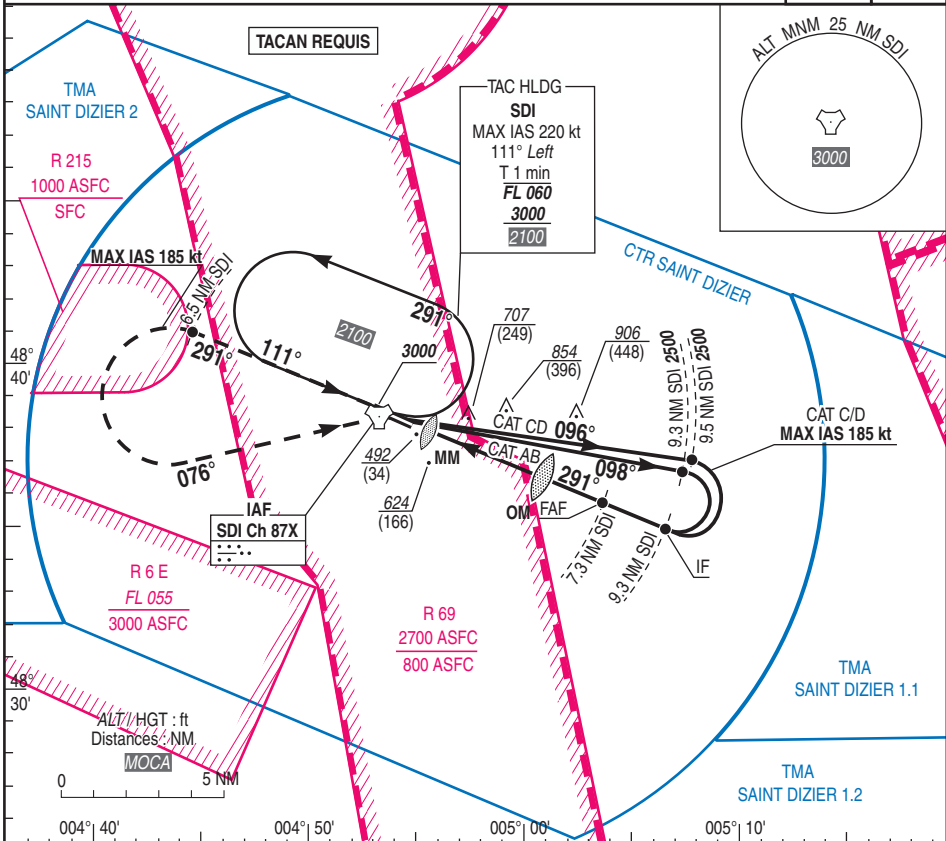 TACAN REQUIS
ALT MNM 25 NM SDI
3000
TMA
SAINT DIZIER 2
TAC HLDG
SDI
MAX IAS 220 kt
111° Left
T 1 min
FL 060
3000
2100
R 215
1000 ASFC
SFC
CTR SAINT DIZIER
MAX IAS 185 kt
6.5 NM SDI
291°
111°
2100
291°
3000
707
(249)
854
(396)
906
(448)
9.3 NM SDI 2500
9.5 NM SDI 2500
48°
40'
CAT C/D
MAX IAS 185 kt
CAT CD
096°
CAT AB
098°
291°
076°
492
(34)
MM
624
(166)
OM
FAF
7.3 NM SDI
9.3 NM SDI
IF
IAF
SDI Ch 87X
R 6 E
FL 055
3000 ASFC
R 69
2700 ASFC
800 ASFC
TMA
SAINT DIZIER 1.1
48°
30'
ALT / HGT : ft
Distances : NM
MOCA
0
5 NM
TMA
SAINT DIZIER 1.2
004° 40'
004° 50'
005° 00'
005° 10'